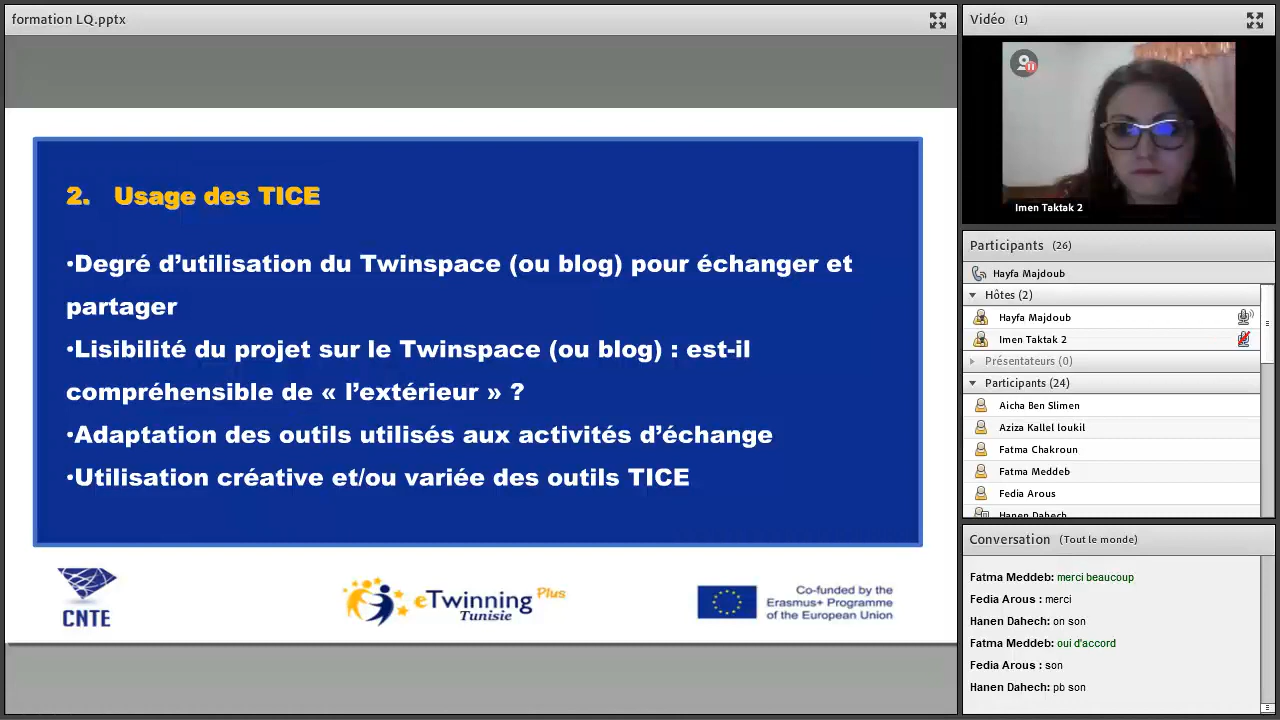 formation LQ.pptx
2. Usage des TICE
•Degré d’utilisation du Twinspace (ou blog) pour échanger et
partager
•Lisibilité du projet sur le Twinspace (ou blog) : est-il
compréhensible de « l’extérieur » ?
•Adaptation des outils utilisés aux activités d’échange
•Utilisation créative et/ou variée des outils TICE
CNTE
eTwinning Plus
Tunisie
Co-funded by the
Erasmus+ Programme
of the European Union
Vidéo (1)
Imen Taktak 2
Participants (26)
Hayfa Majdoub
Hôtes (2)
Hayfa Majdoub
Imen Taktak 2
Présentateurs (0)
Participants (24)
Aicha Ben Slimen
Aziza Kallel loukil
Fatma Chakroun
Fatma Meddeb
Fedia Arous
Hanen Dahech
Conversation (Tout le monde)
Fatma Meddeb: merci beaucoup
Fedia Arous : merci
Hanen Dahech: on son
Fatma Meddeb: oui d'accord
Fedia Arous : son
Hanen Dahech: pb son